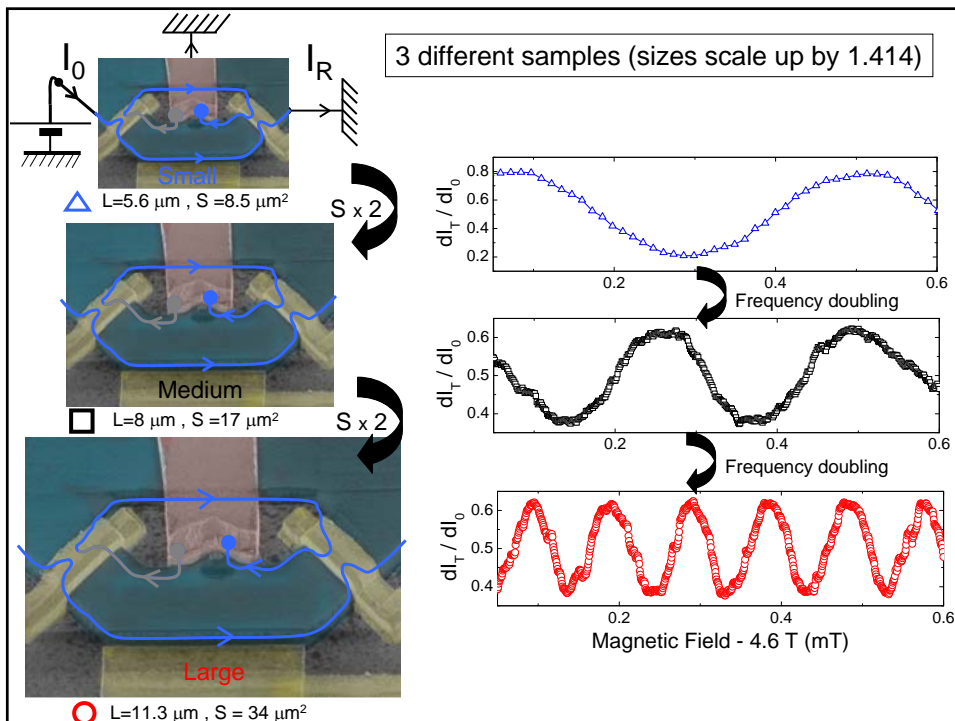 3 different samples (sizes scale up by 1.414)
I₀
I_R
Small
L=5.6 μm , S =8.5 μm²
S x 2
Medium
L=8 μm , S =17 μm²
S x 2
Large
L=11.3 μm , S = 34 μm²
dI_T / dI₀
0.8
0.6
0.4
0.2
0.2 0.4 0.6
Frequency doubling
dI_T / dI₀
0.6
0.5
0.4
0.2 0.4 0.6
Frequency doubling
dI_T / dI₀
0.6
0.5
0.4
0.2 0.4 0.6
Magnetic Field - 4.6 T (mT)